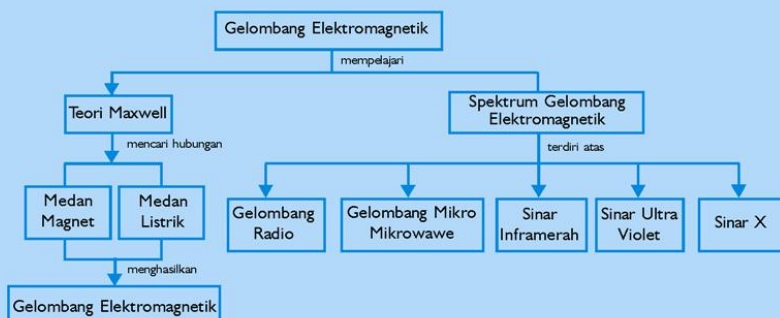 Gelombang Elektromagnetik
mempelajari
Teori Maxwell
mencari hubungan
Medan
Magnet
Medan
Listrik
menghasilkan
Gelombang Elektromagnetik
Spektrum Gelombang
Elektromagnetik
terdiri atas
Gelombang
Radio
Gelombang Mikro
Mikrowawe
Sinar
Inframerah
Sinar Ultra
Violet
Sinar X